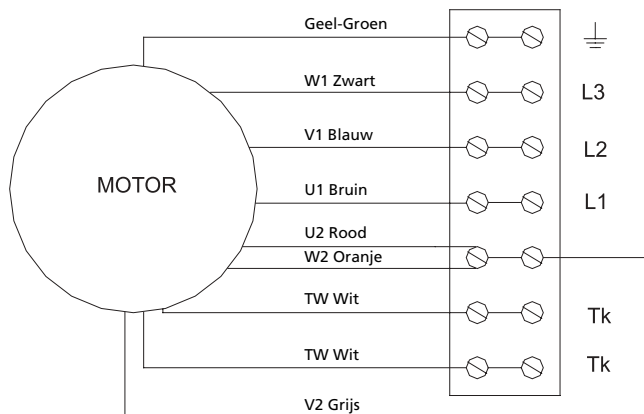 Geel-Groen
W1 Zwart
L3
V1 Blauw
L2
MOTOR
U1 Bruin
L1
U2 Rood
W2 Oranje
TW Wit
Tk
TW Wit
Tk
V2 Grijs